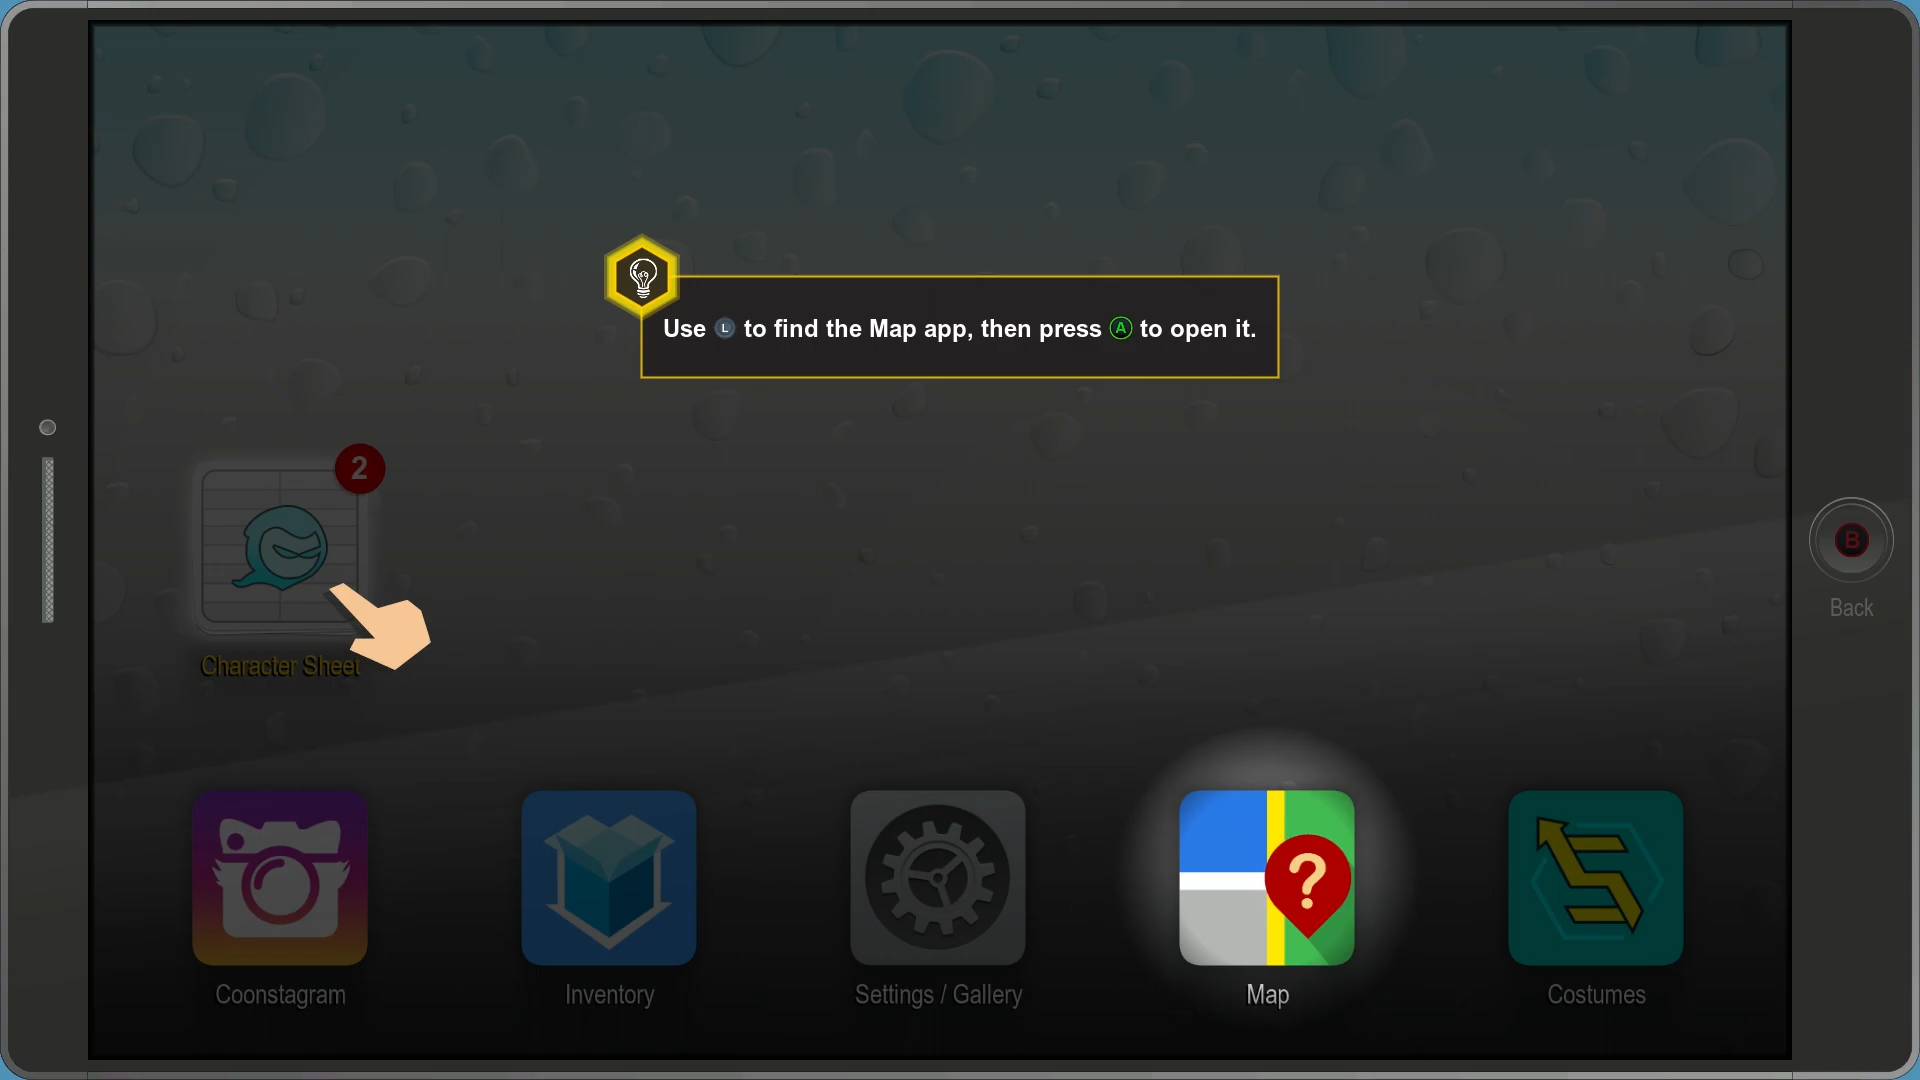 Use L to find the Map app, then press A to open it.
2
B
Back
Character Sheet
?
Coonstagram
Inventory
Settings / Gallery
Map
Costumes